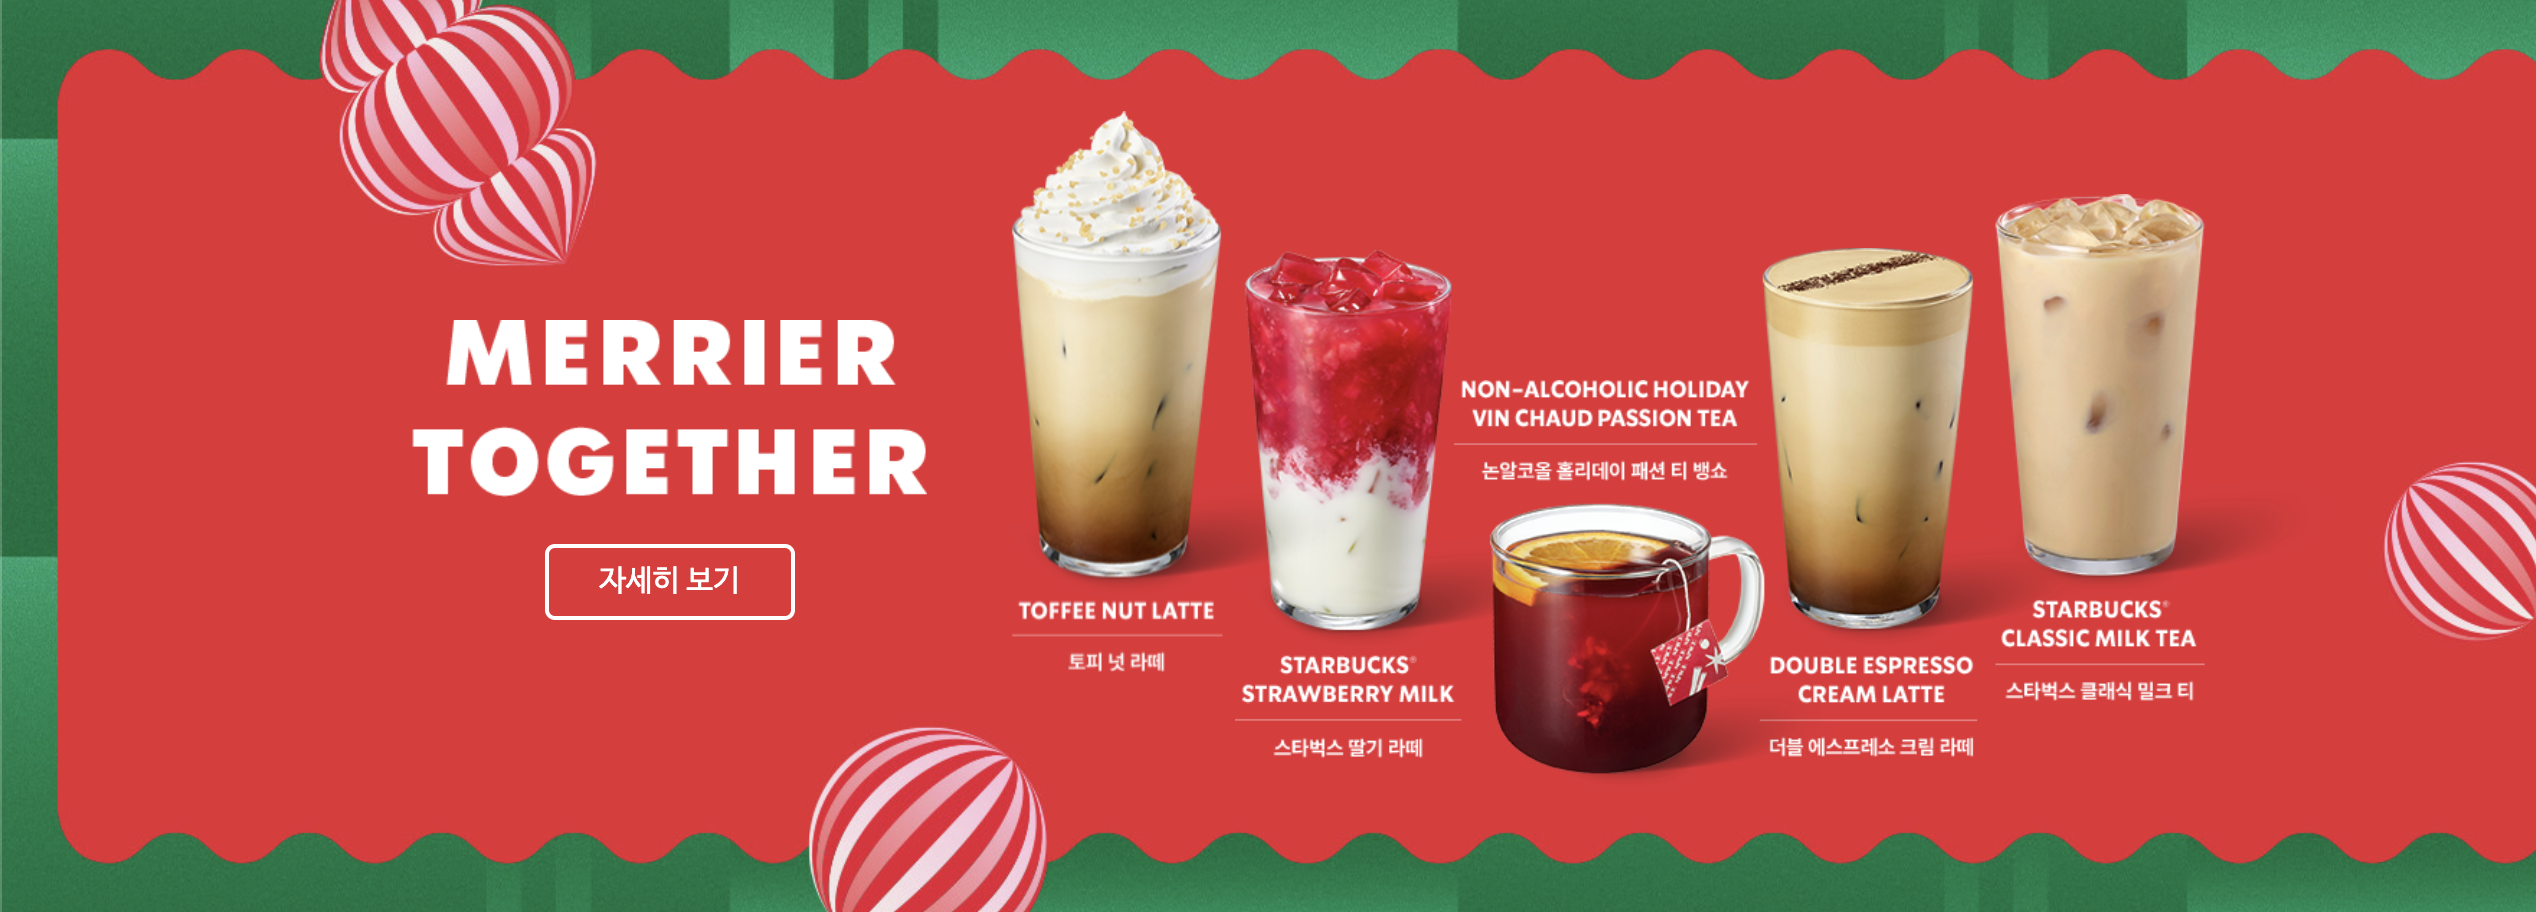 MERRIER
TOGETHER
자세히 보기
TOFFEE NUT LATTE
토피 넛 라떼
STARBUCKS®
STRAWBERRY MILK
스타벅스 딸기 라떼
NON-ALCOHOLIC HOLIDAY
VIN CHAUD PASSION TEA
논알코올 홀리데이 패션 티 뱅쇼
DOUBLE ESPRESSO
CREAM LATTE
더블 에스프레소 크림 라떼
STARBUCKS®
CLASSIC MILK TEA
스타벅스 클래식 밀크 티